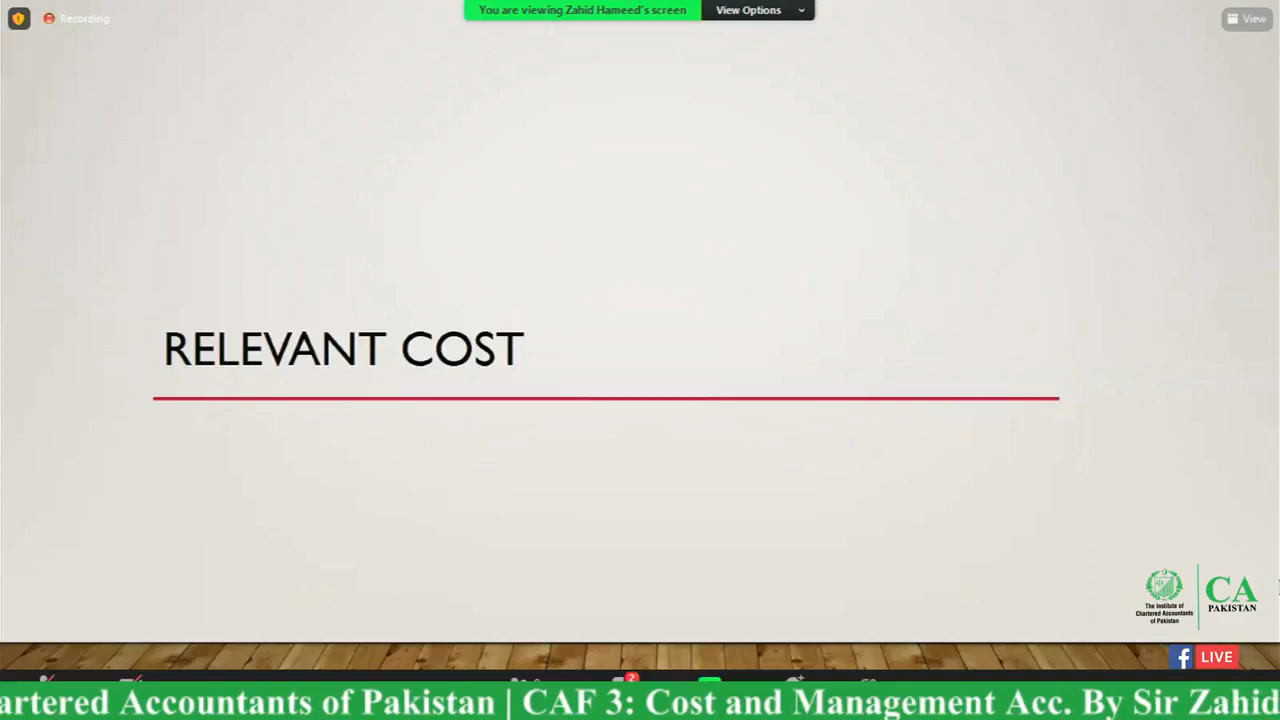 You are viewing Zahid Hameed's screen
View Options
Recording
View
RELEVANT COST
The Institute of
Chartered Accountants
of Pakistan
CA
PAKISTAN
f LIVE
2
artered Accountants of Pakistan | CAF 3: Cost and Management Acc. By Sir Zahid